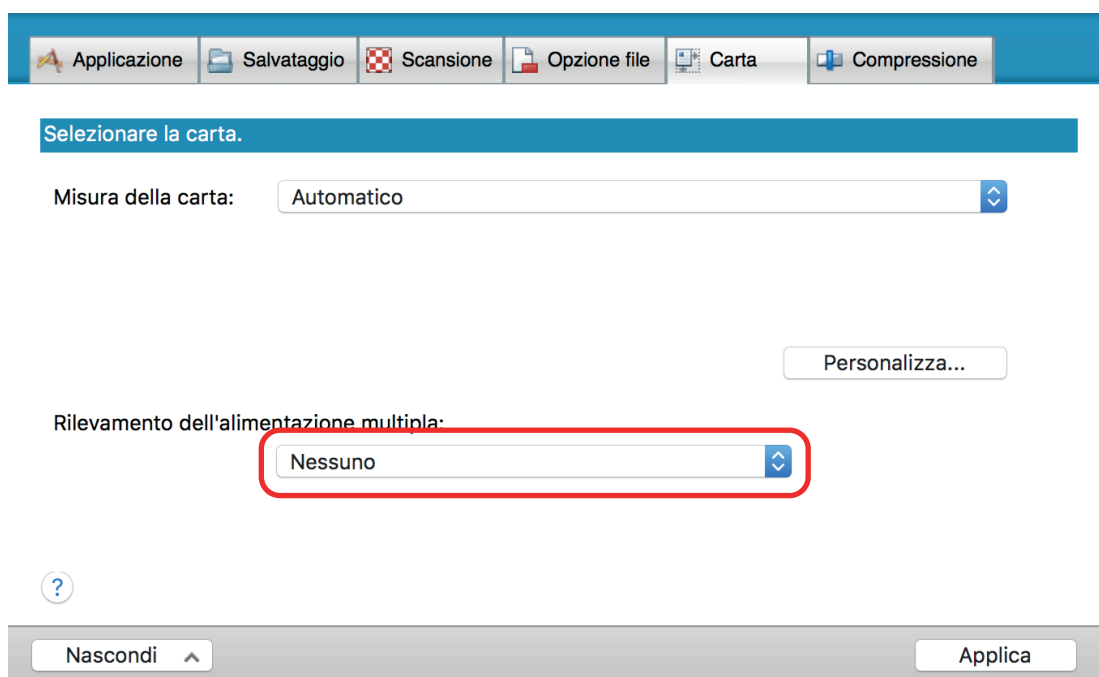 Applicazione Salvataggio Scansione Opzione file Carta Compressione
Selezionare la carta.
Misura della carta: Automatico
Personalizza...
Rilevamento dell'alimentazione multipla:
Nessuno
?
Nascondi Applica